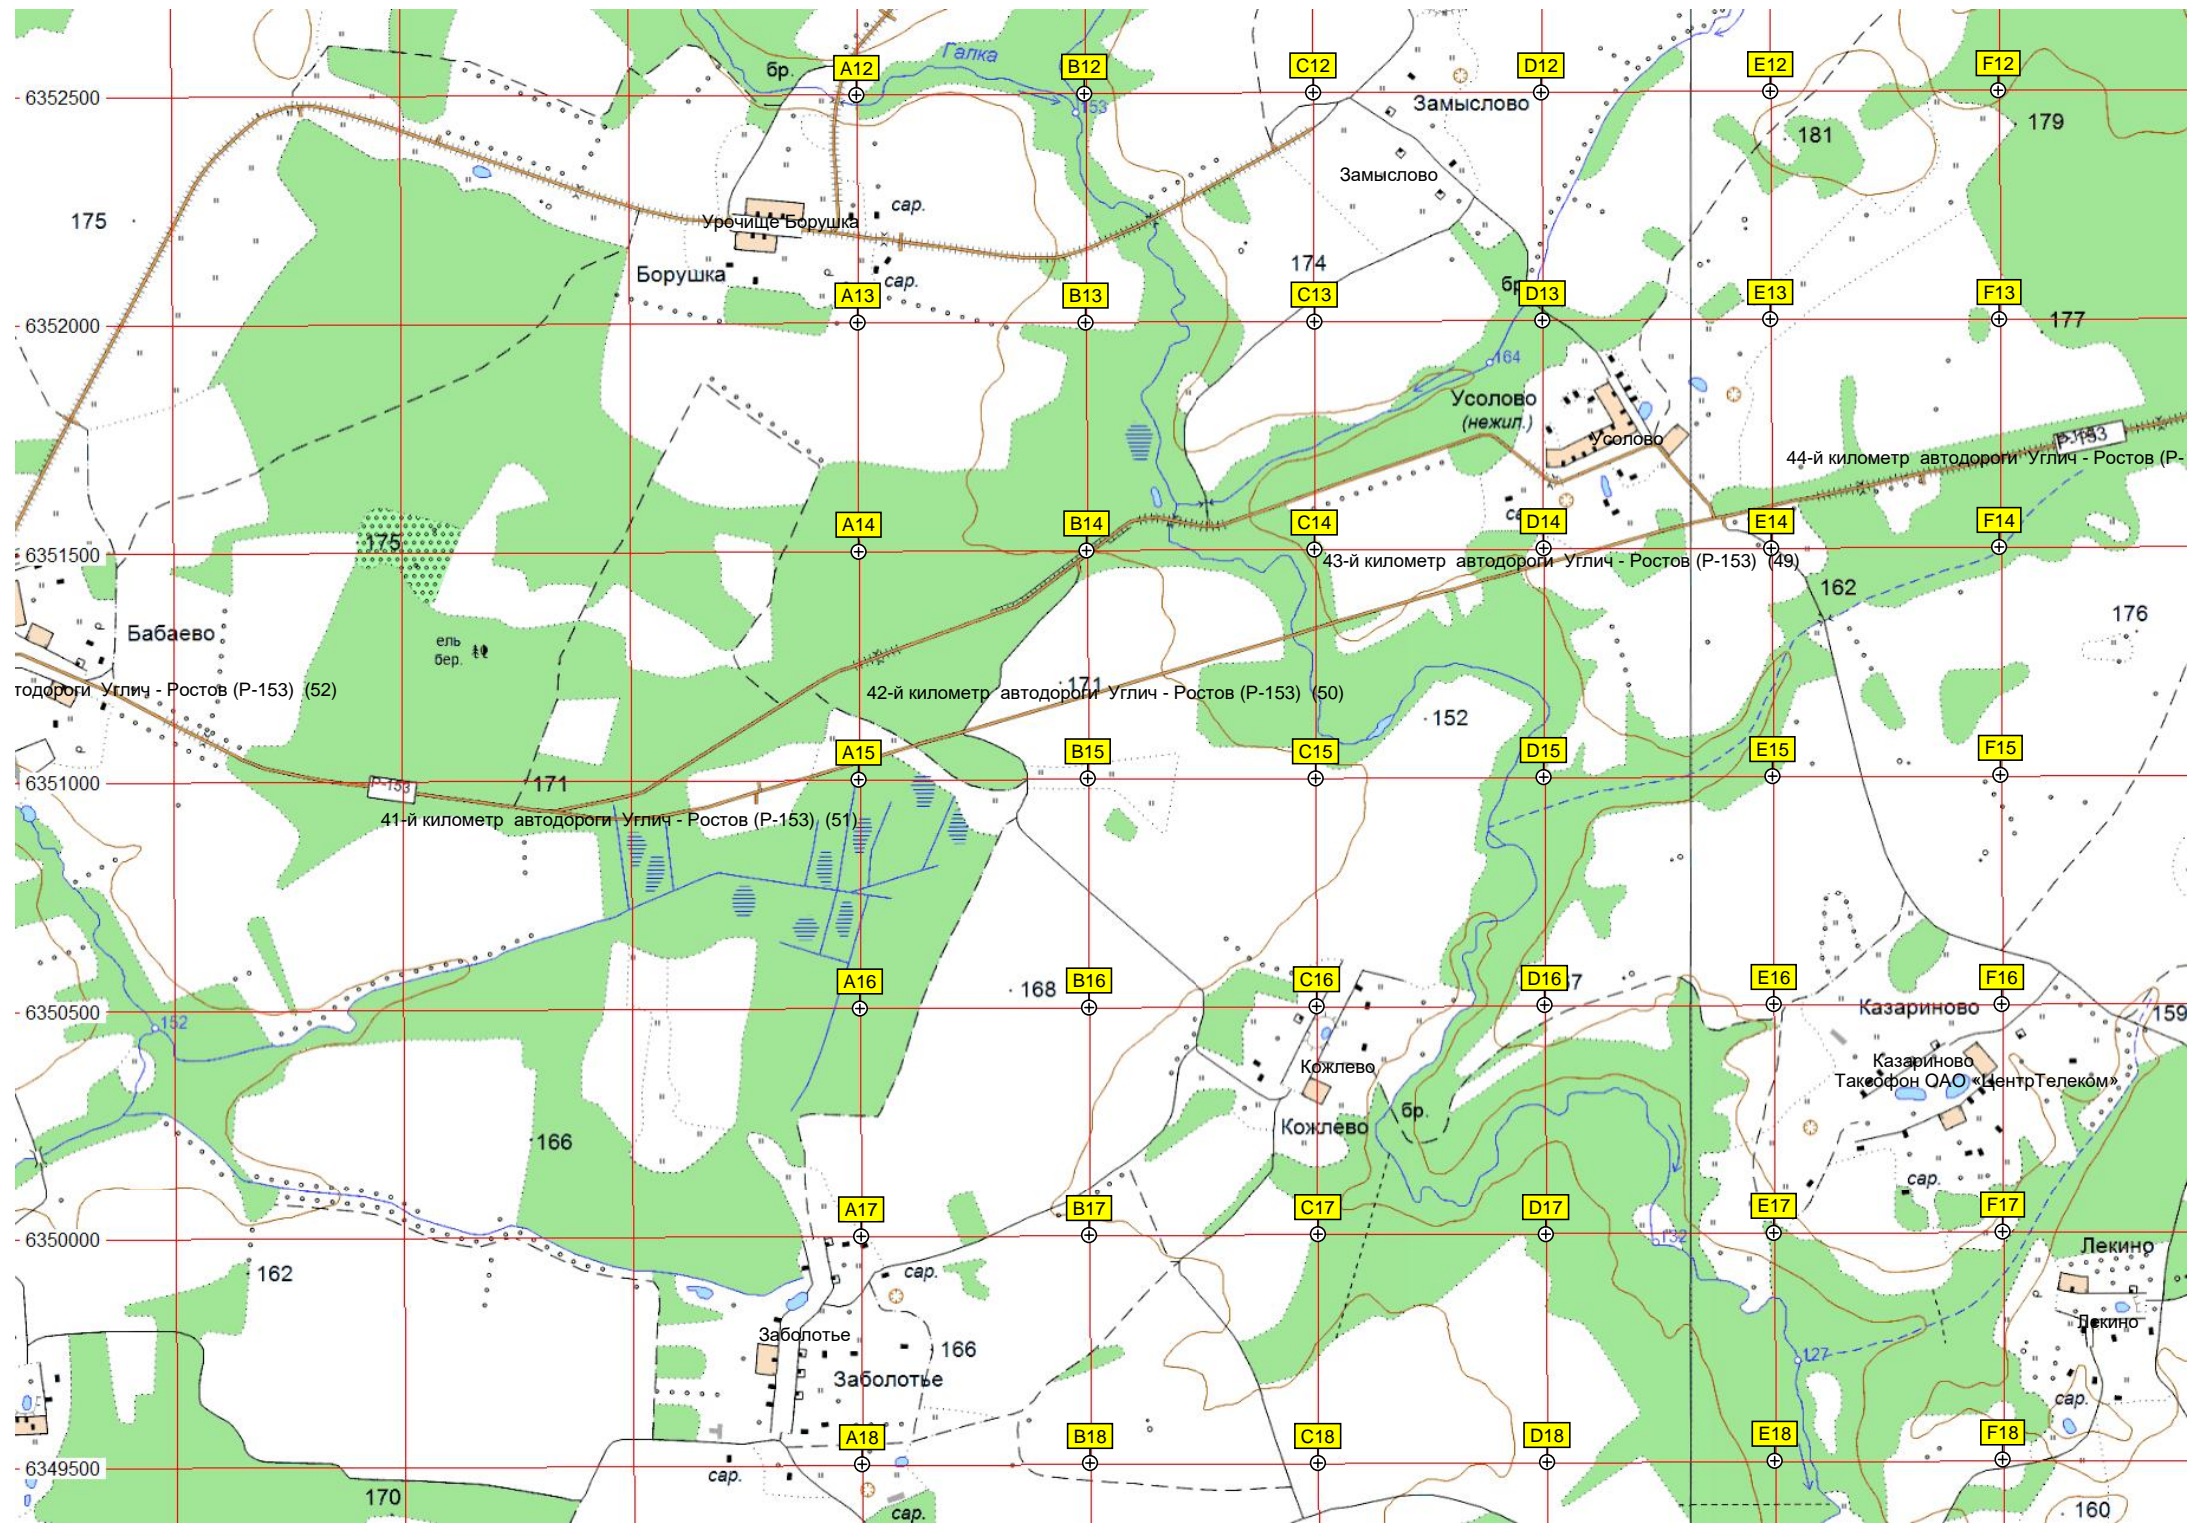 Галка
бр.
A12
B12
C12
D12
E12
F12
6352500
153
Замыслово
181
179
Замыслово
175
сар.
Урочище Борушка
Борушка
сар.
174
бр.
A13
B13
C13
D13
E13
F13
6352000
177
164
Усолово
(нежил.)
Усолово
Р-153
44-й километр автодороги Углич - Ростов (Р-
A14
B14
C14
D14
E14
F14
175
6351500
43-й километр автодороги Углич - Ростов (Р-153) (49)
162
176
Бабаево
ель
бер.
171
тодороги Углич - Ростов (Р-153) (52)
42-й километр автодороги Углич - Ростов (Р-153) (50)
152
A15
B15
C15
D15
E15
F15
6351000
Р-153
171
41-й километр автодороги Углич - Ростов (Р-153) (51)
A16
168
B16
C16
D16
E16
F16
6350500
152
Казариново
159
Кожлево
Казариново
Таксофон ОАО «ЦентрТелеком»
бр.
Кожлево
166
сар.
A17
B17
C17
D17
E17
F17
6350000
132
Лекино
162
сар.
Лекино
Заболотье
166
127
Заболотье
сар.
A18
B18
C18
D18
E18
F18
6349500
сар.
170
сар.
160